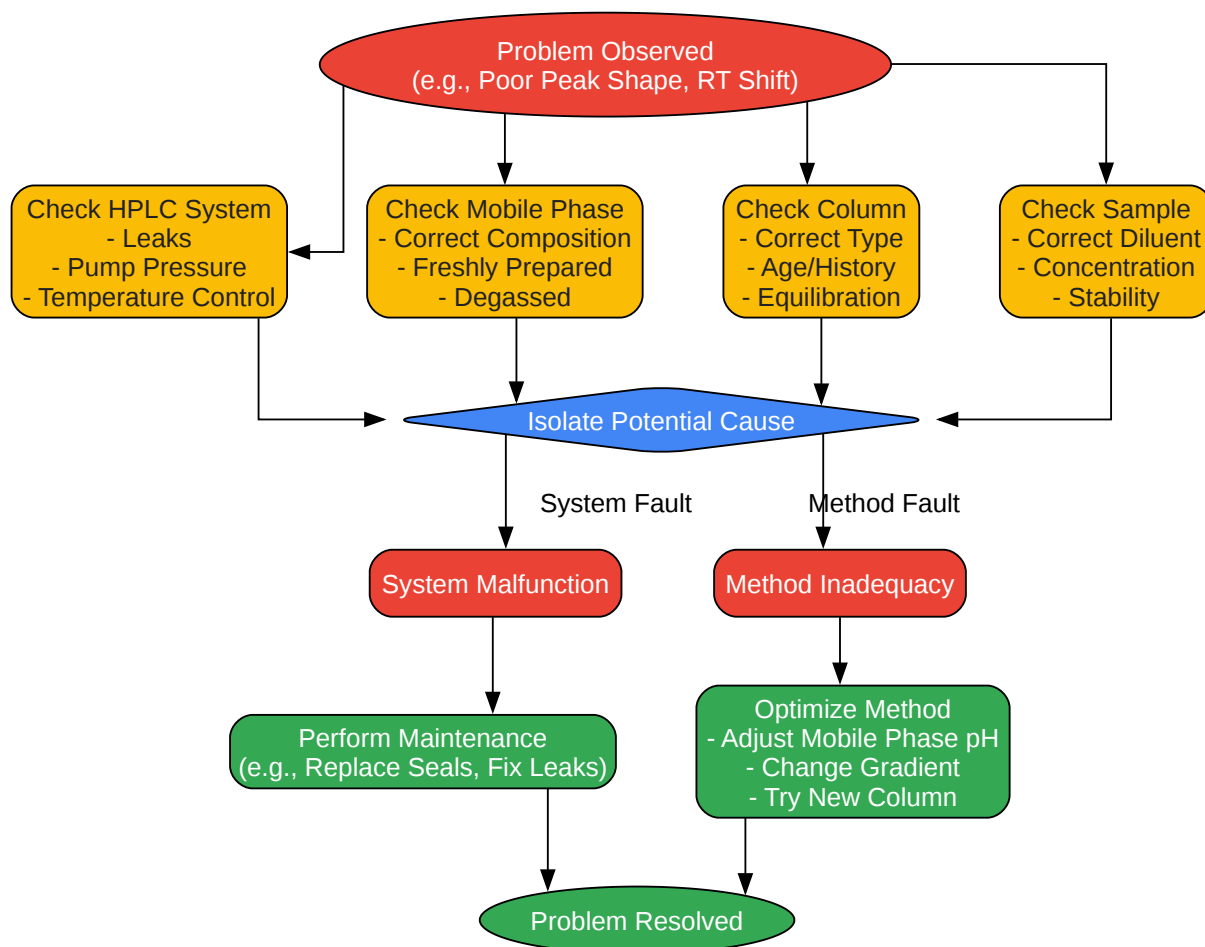 Problem Observed
(e.g., Poor Peak Shape, RT Shift)
Check HPLC System
- Leaks
- Pump Pressure
- Temperature Control
Check Mobile Phase
- Correct Composition
- Freshly Prepared
- Degassed
Check Column
- Correct Type
- Age/History
- Equilibration
Check Sample
- Correct Diluent
- Concentration
- Stability
Isolate Potential Cause
System Fault
Method Fault
System Malfunction
Method Inadequacy
Perform Maintenance
(e.g., Replace Seals, Fix Leaks)
Optimize Method
- Adjust Mobile Phase pH
- Change Gradient
- Try New Column
Problem Resolved